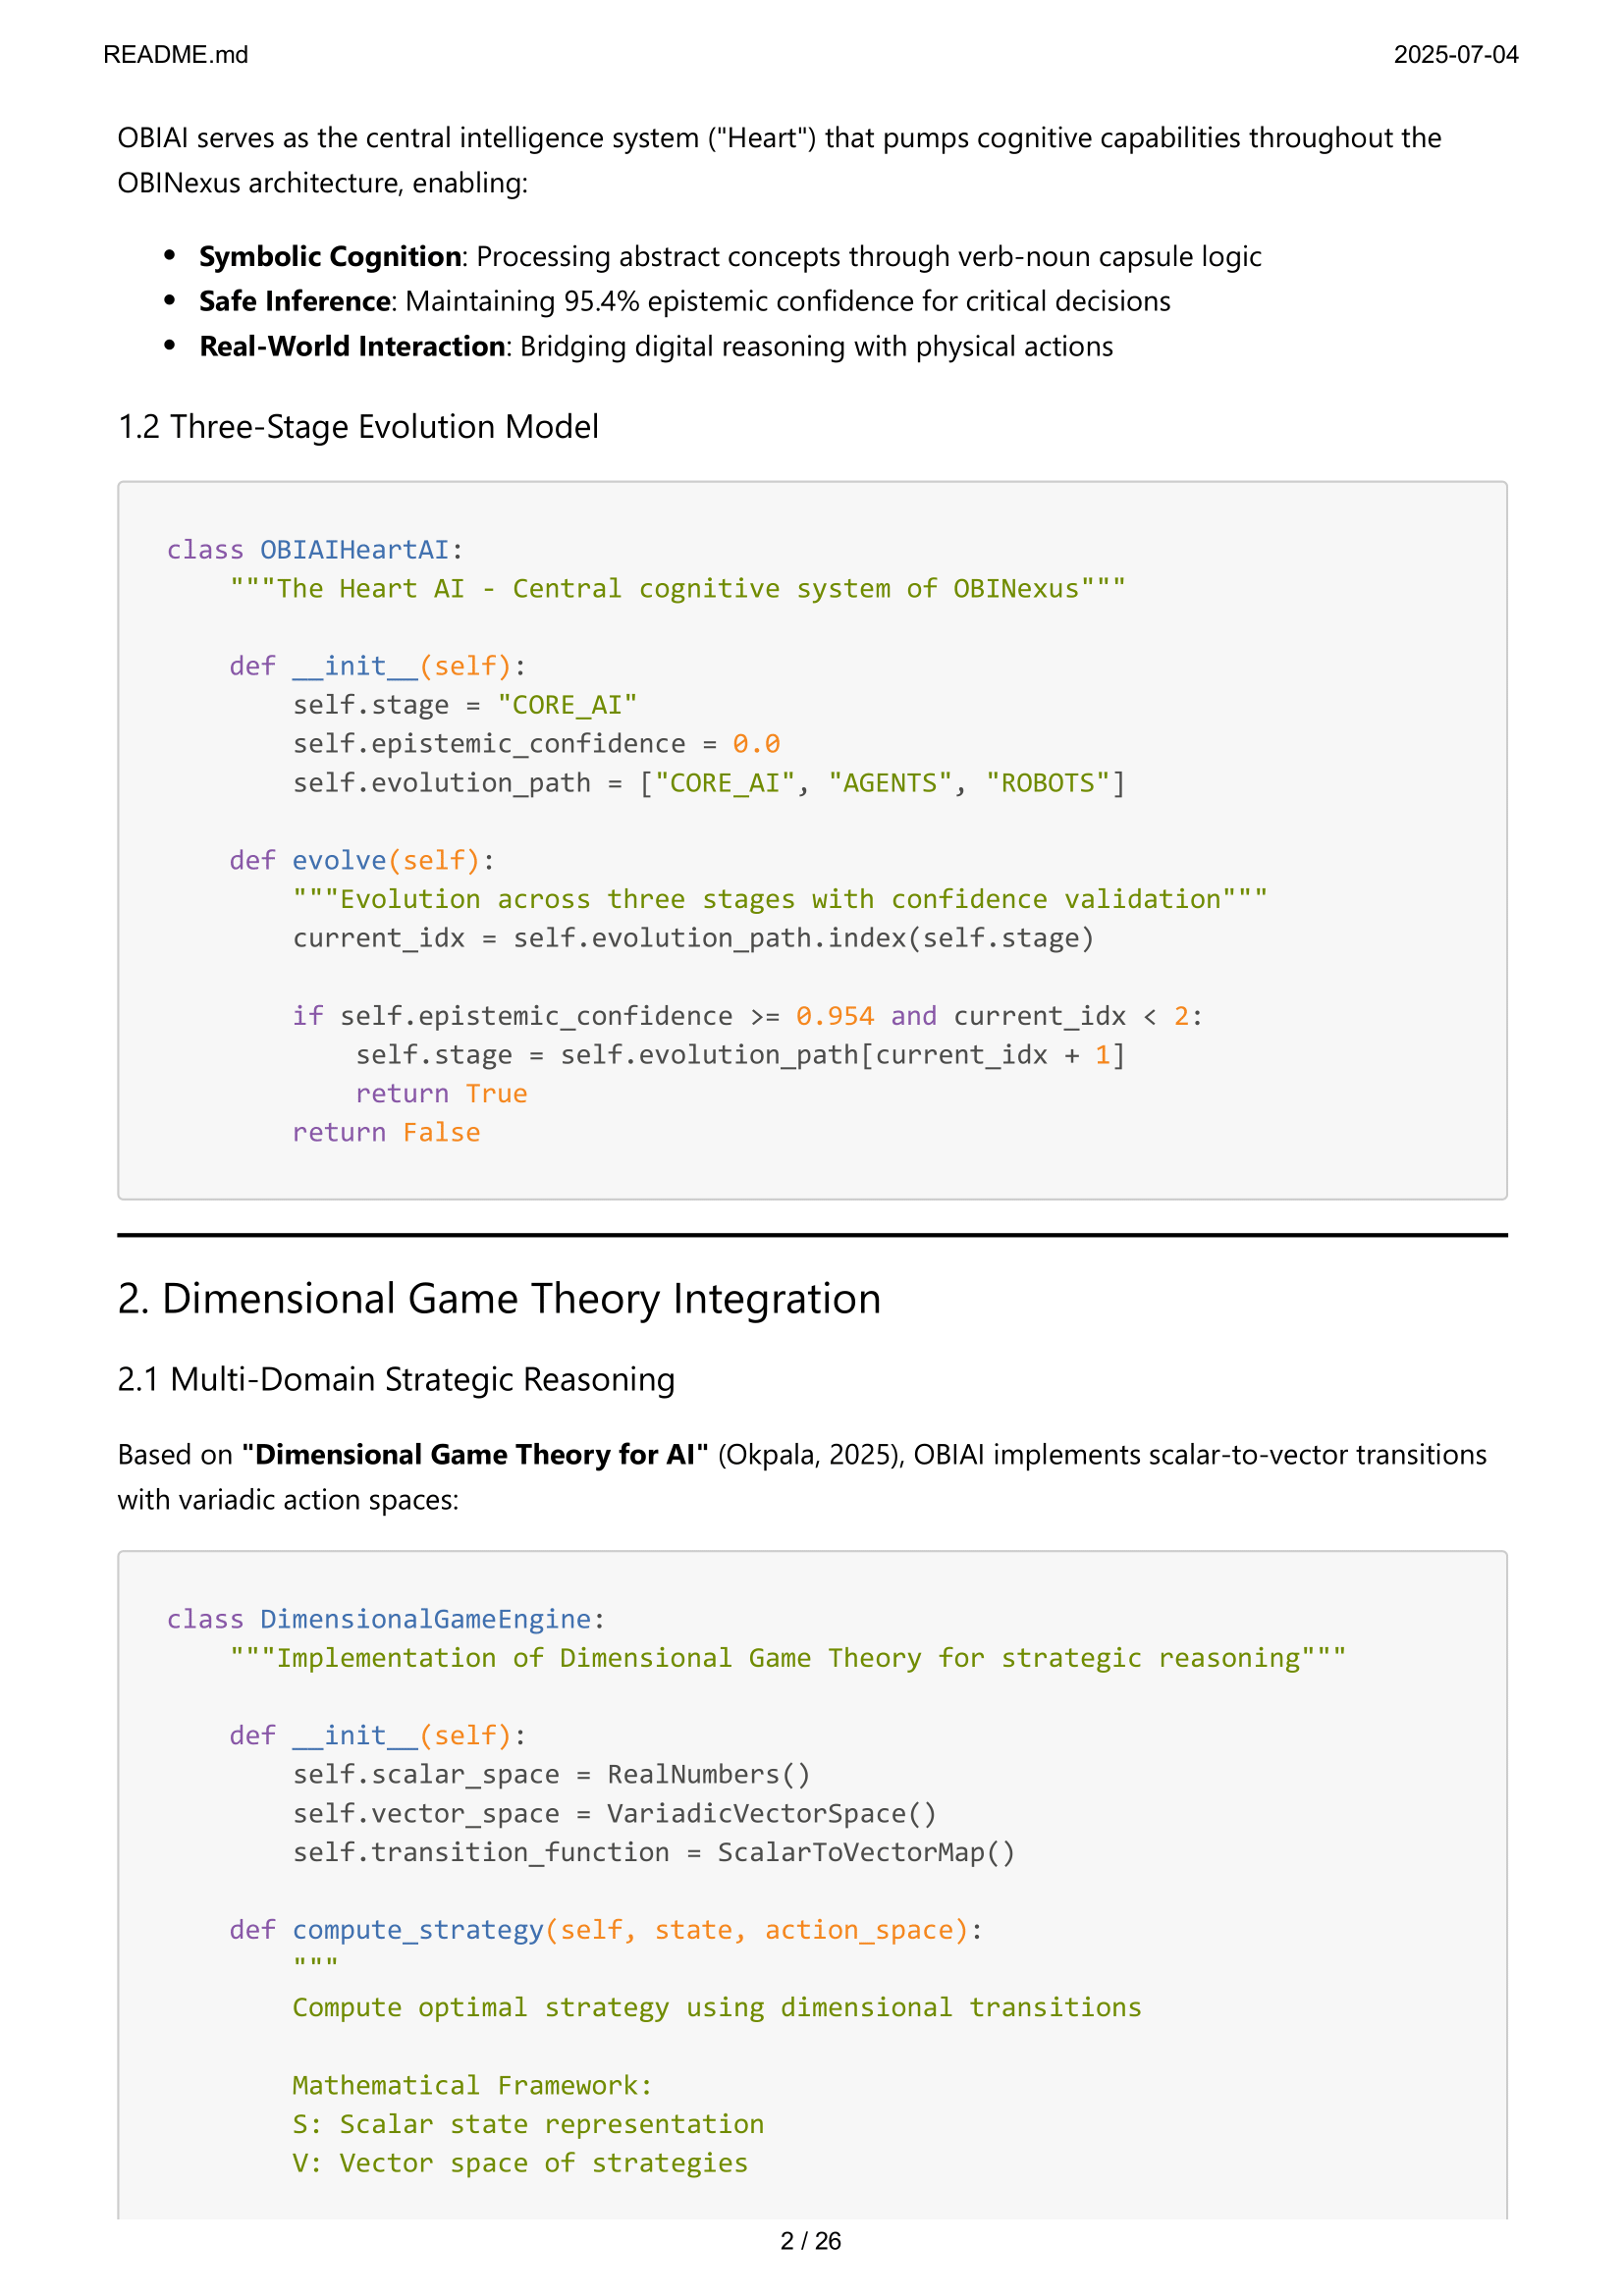 README.md 2025-07-04
OBIAI serves as the central intelligence system ("Heart") that pumps cognitive capabilities throughout the
OBINexus architecture, enabling:
• Symbolic Cognition: Processing abstract concepts through verb-noun capsule logic
• Safe Inference: Maintaining 95.4% epistemic confidence for critical decisions
• Real-World Interaction: Bridging digital reasoning with physical actions
1.2 Three-Stage Evolution Model
class OBIAIHeartAI:
    """The Heart AI - Central cognitive system of OBINexus"""
    def __init__(self):
        self.stage = "CORE_AI"
        self.epistemic_confidence = 0.0
        self.evolution_path = ["CORE_AI", "AGENTS", "ROBOTS"]
    def evolve(self):
        """Evolution across three stages with confidence validation"""
        current_idx = self.evolution_path.index(self.stage)
        if self.epistemic_confidence >= 0.954 and current_idx < 2:
            self.stage = self.evolution_path[current_idx + 1]
            return True
        return False
2. Dimensional Game Theory Integration
2.1 Multi-Domain Strategic Reasoning
Based on "Dimensional Game Theory for AI" (Okpala, 2025), OBIAI implements scalar-to-vector transitions
with variadic action spaces:
class DimensionalGameEngine:
    """Implementation of Dimensional Game Theory for strategic reasoning"""
    def __init__(self):
        self.scalar_space = RealNumbers()
        self.vector_space = VariadicVectorSpace()
        self.transition_function = ScalarToVectorMap()
    def compute_strategy(self, state, action_space):
        """
        Compute optimal strategy using dimensional transitions
        Mathematical Framework:
        S: Scalar state representation
        V: Vector space of strategies
2 / 26